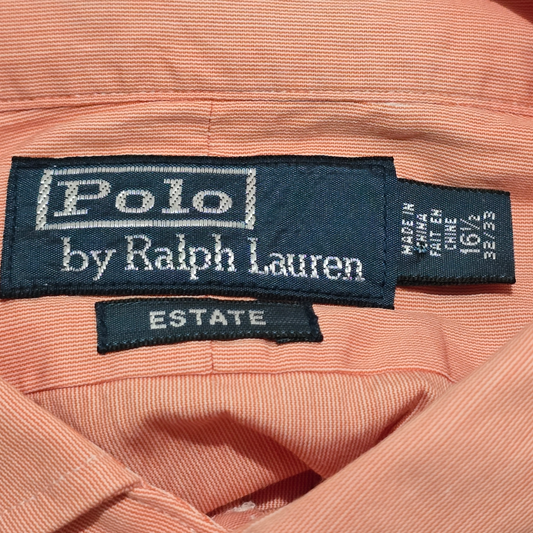 Polo
by Ralph Lauren
ESTATE
MADE IN
CHINA
FAIT EN
CHINE
16½
32/33